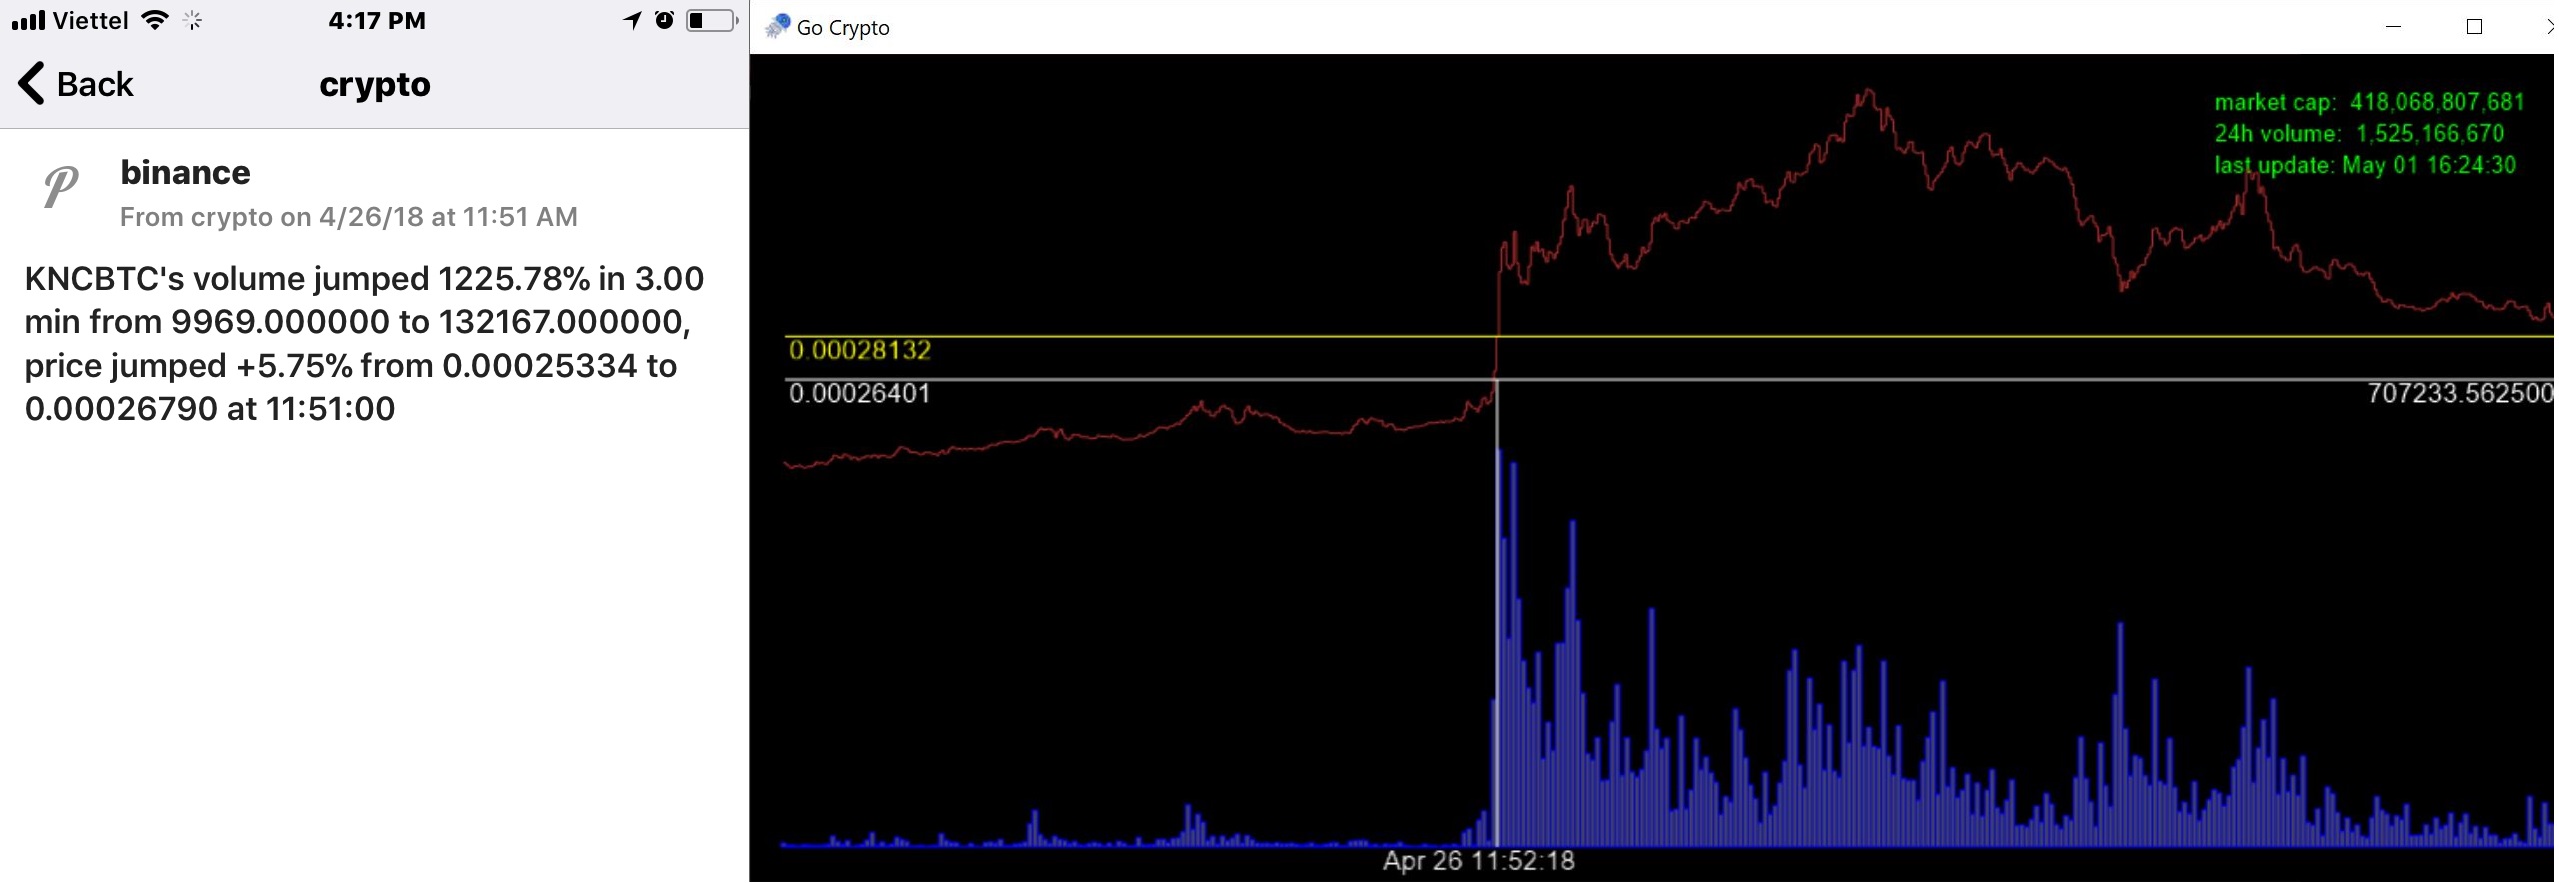 Viettel
4:17 PM
Back
crypto
binance
From crypto on 4/26/18 at 11:51 AM
KNCBTC's volume jumped 1225.78% in 3.00
min from 9969.000000 to 132167.000000,
price jumped +5.75% from 0.00025334 to
0.00026790 at 11:51:00
Go Crypto
market cap: 418,068,807,681
24h volume: 1,525,166,670
last update: May 01 16:24:30
0.00028132
0.00026401
707233.562500
Apr 26 11:52:18